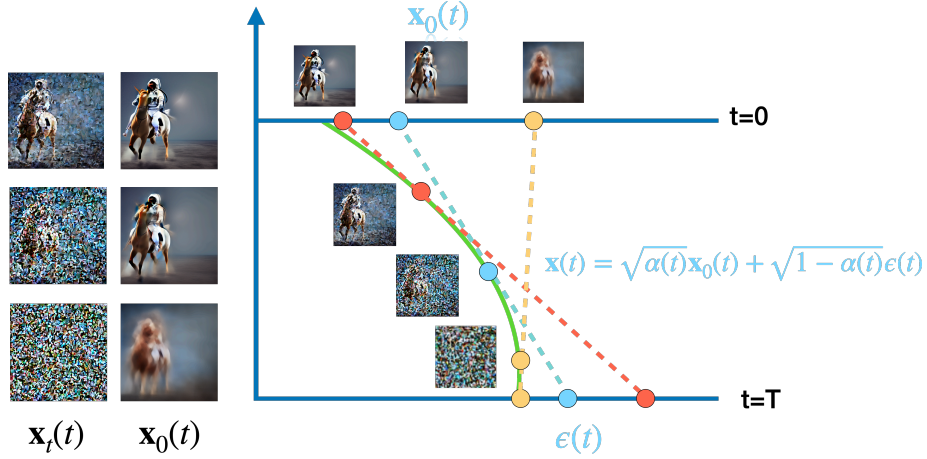 𝐱₀(t)
t=0
𝐱(t) = √α(t)𝐱₀(t) + √1 − α(t)ϵ(t)
t=T
𝐱ₜ(t) 𝐱₀(t)
ϵ(t)